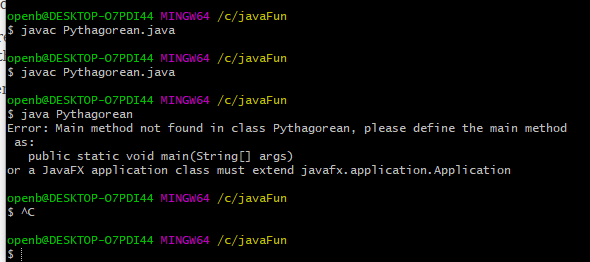 openb@DESKTOP-O7PDI44 MINGW64 /c/javaFun
$ javac Pythagorean.java
openb@DESKTOP-O7PDI44 MINGW64 /c/javaFun
$ javac Pythagorean.java
openb@DESKTOP-O7PDI44 MINGW64 /c/javaFun
$ java Pythagorean
Error: Main method not found in class Pythagorean, please define the main method
as:
public static void main(String[] args)
or a JavaFX application class must extend javafx.application.Application
openb@DESKTOP-O7PDI44 MINGW64 /c/javaFun
$ ^C
openb@DESKTOP-O7PDI44 MINGW64 /c/javaFun
$